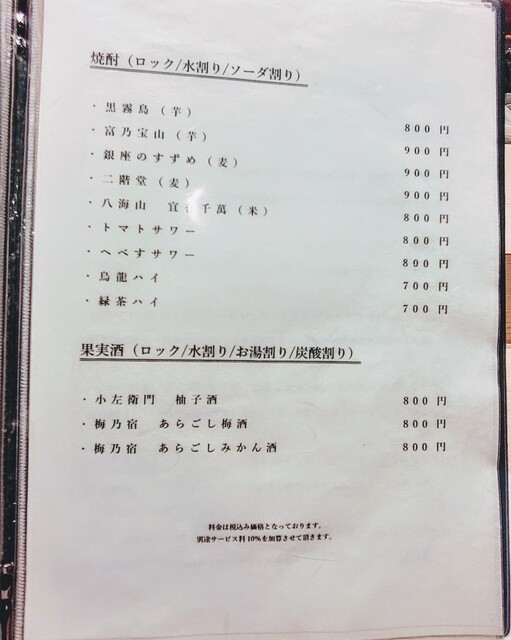 焼酎（ロック/水割り/ソーダ割り）
・黒霧島（芋） 800円
・富乃宝山（芋） 900円
・銀座のすずめ（麦） 900円
・二階堂（麦） 900円
・八海山　宜 千萬（米） 800円
・トマトサワー 800円
・へべすサワー 800円
・烏龍ハイ 700円
・緑茶ハイ 700円
果実酒（ロック/水割り/お湯割り/炭酸割り）
・小左衛門　柚子酒 800円
・梅乃宿　あらごし梅酒 800円
・梅乃宿　あらごしみかん酒 800円
料金は税込み価格となっております。
別途サービス料10%を加算させて頂きます。